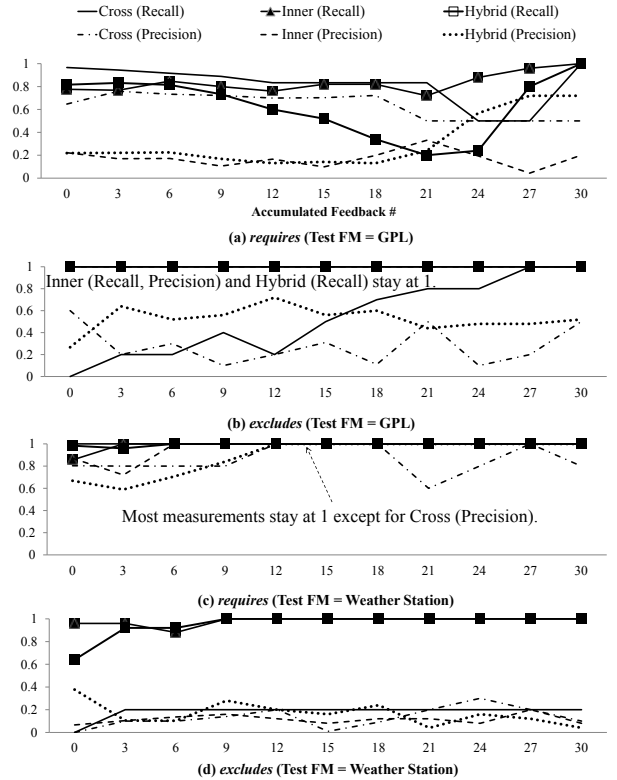 Cross (Recall) Inner (Recall) Hybrid (Recall)
Cross (Precision) Inner (Precision) Hybrid (Precision)
1
0.8
0.6
0.4
0.2
0
0 3 6 9 12 15 18 21 24 27 30
Accumulated Feedback #
(a) requires (Test FM = GPL)
1
Inner (Recall, Precision) and Hybrid (Recall) stay at 1.
0.8
0.6
0.4
0.2
0
0 3 6 9 12 15 18 21 24 27 30
(b) excludes (Test FM = GPL)
1
0.8
0.6
0.4
Most measurements stay at 1 except for Cross (Precision).
0.2
0
0 3 6 9 12 15 18 21 24 27 30
(c) requires (Test FM = Weather Station)
1
0.8
0.6
0.4
0.2
0
0 3 6 9 12 15 18 21 24 27 30
(d) excludes (Test FM = Weather Station)